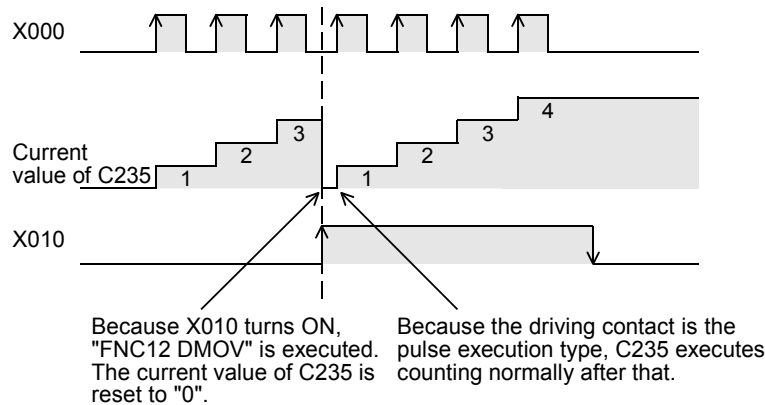 X000
Current
value of C235
1
2
3
1
2
3
4
X010
Because X010 turns ON,
"FNC12 DMOV" is executed.
The current value of C235 is
reset to "0".
Because the driving contact is the
pulse execution type, C235 executes
counting normally after that.